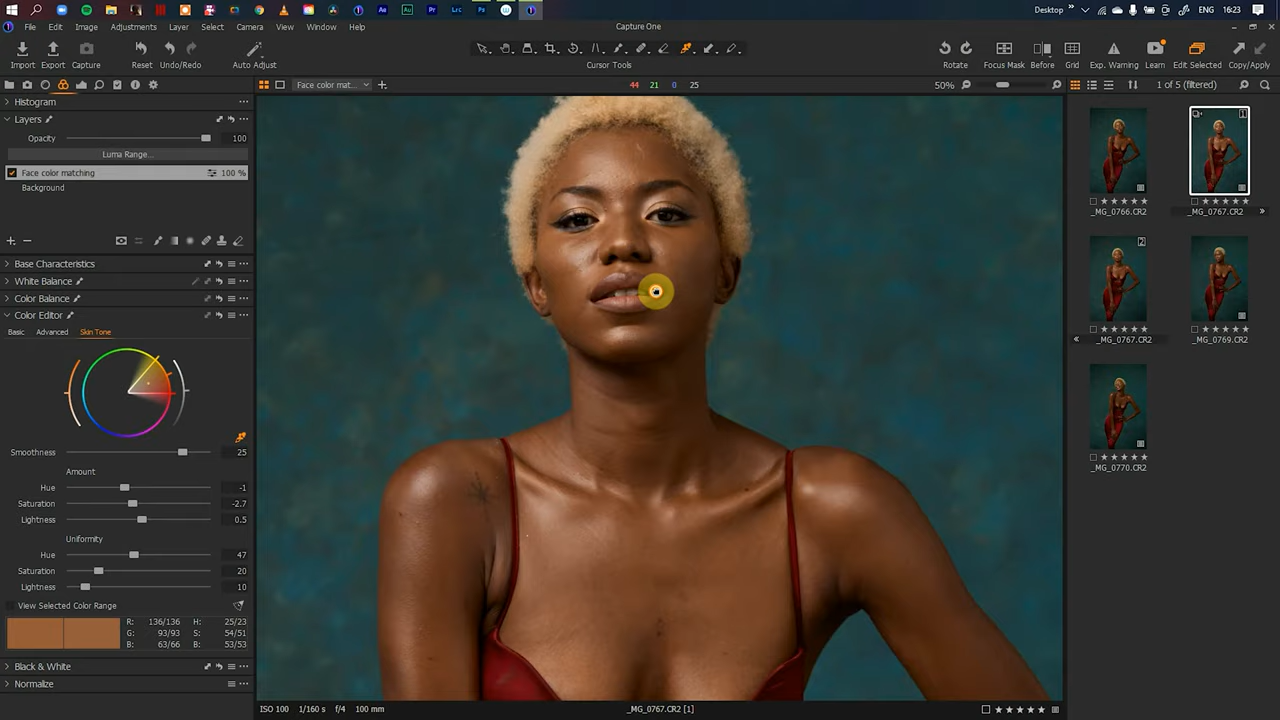 Desktop
ENG
16:23
File Edit Adjustments Layer Select Camera View Window Help
Capture One
Import Export Capture
Reset Undo/Redo Auto Adjust
Cursor Tools
Rotate Focus Mask Before Grid Exp. Warning Learn Edit Selected Copy/Apply
Face color mat...
44 21 0 25
50%
1 of 5 (filtered)
Histogram
Layers
Opacity 100
Luma Range...
Face color matching 100 %
Background
Base Characteristics
White Balance
Color Balance
Color Editor
Basic Advanced Skin Tone
Smoothness 25
Amount
Hue -1
Saturation -2.7
Lightness 0.5
Uniformity
Hue 47
Saturation 20
Lightness 10
View Selected Color Range
R: 136/136 H: 25/23
G: 93/93 S: 54/51
B: 63/66 B: 53/53
Black & White
Normalize
ISO 100 1/160 s f/4 100 mm
_MG_0767.CR2 [1]
1
_MG_0766.CR2
_MG_0767.CR2
2
_MG_0767.CR2
_MG_0769.CR2
_MG_0770.CR2